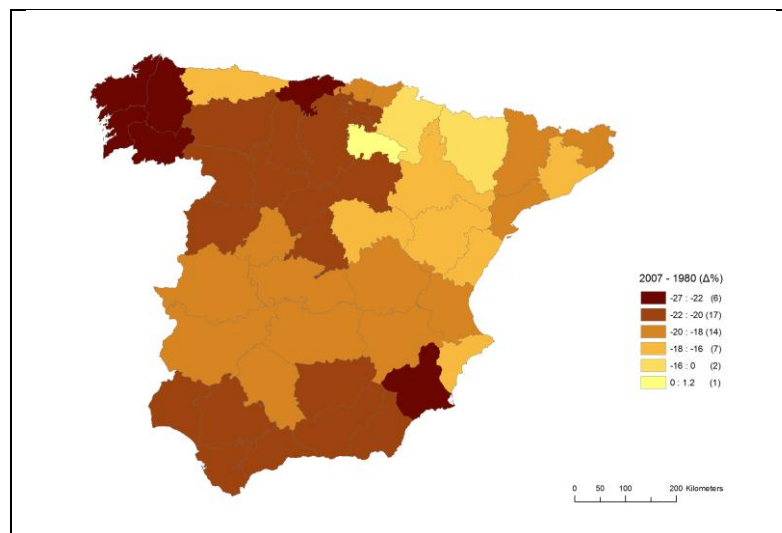 2007 - 1980 (Δ%)
-27 : -22 (6)
-22 : -20 (17)
-20 : -18 (14)
-18 : -16 (7)
-16 : 0 (2)
0 : 1.2 (1)
0 50 100 200 Kilometers